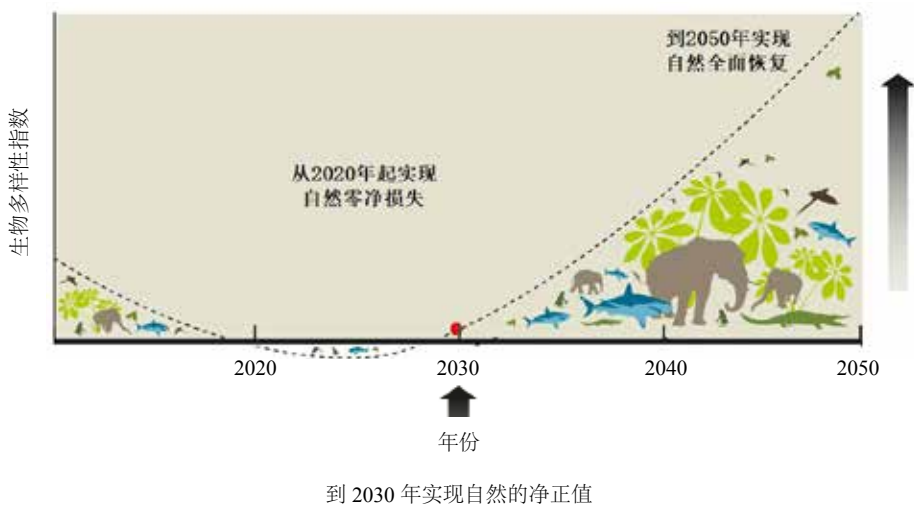 到2050年实现
自然全面恢复
从2020年起实现
自然零净损失
生物多样性指数
2020 2030 2040 2050
年份
到 2030 年实现自然的净正值